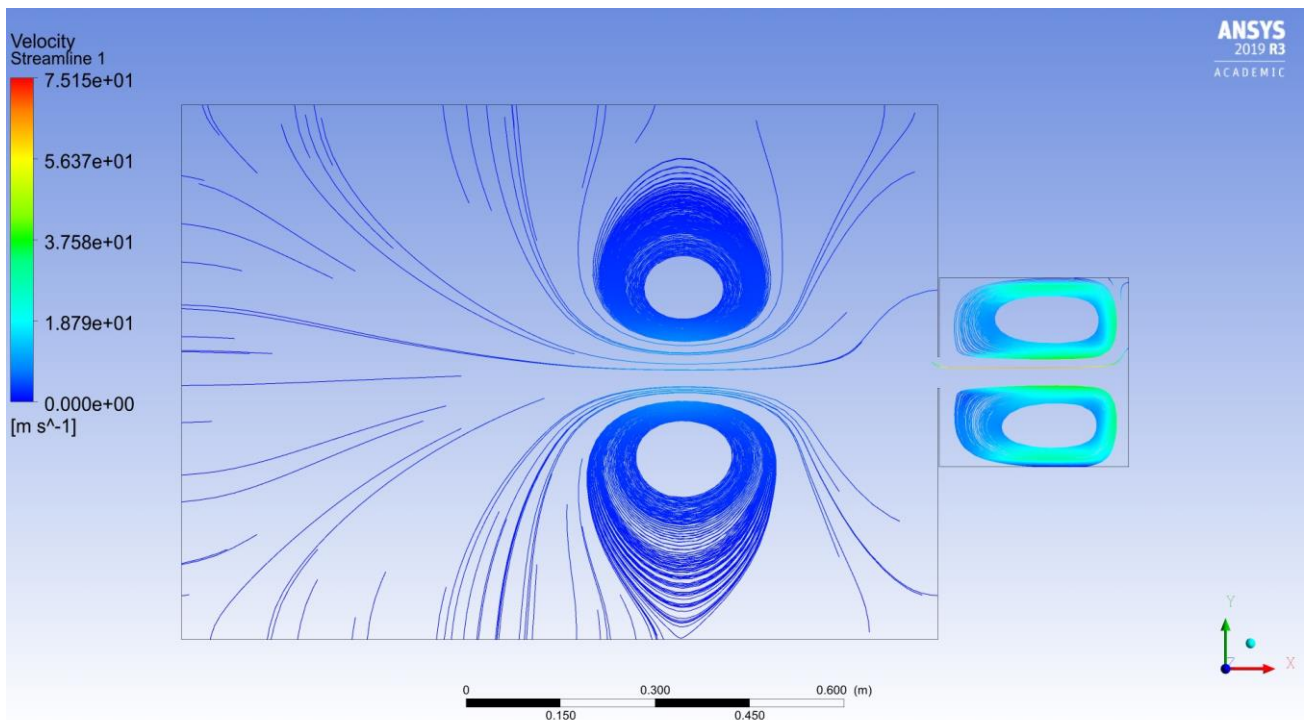 Velocity
Streamline 1
7.515e+01
5.637e+01
3.758e+01
1.879e+01
0.000e+00
[m s^-1]
ANSYS
2019 R3
ACADEMIC
0 0.300 0.600 (m)
0.150 0.450
Y
Z X